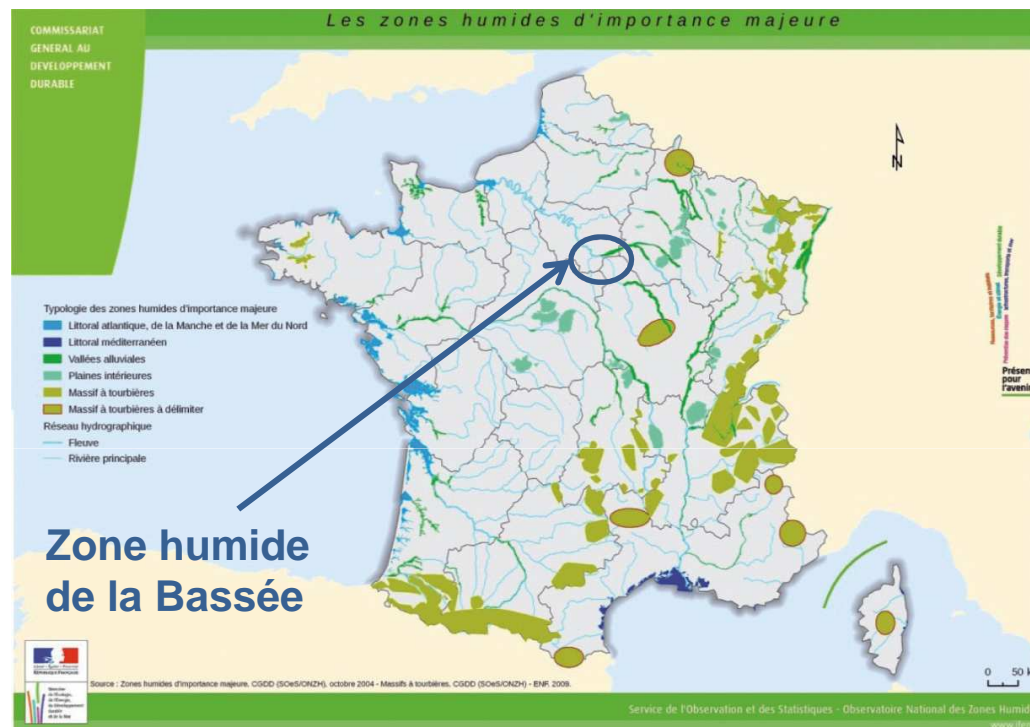 Les zones humides d'importance majeure
COMMISSARIAT
GENERAL AU
DEVELOPPEMENT
DURABLE
N
Typologie des zones humides d'importance majeure
Littoral atlantique, de la Manche et de la Mer du Nord
Littoral méditerranéen
Vallées alluviales
Plaines intérieures
Massif à tourbières
Massif à tourbières à délimiter
Réseau hydrographique
Fleuve
Rivière principale
Zone humide
de la Bassée
Présen
pour
l'avenir
0 50 k
Source : Zones humides d'importance majeure, CGDD (SOeS/ONZH), octobre 2004 - Massifs à tourbières, CGDD (SOeS/ONZH) - ENF, 2009.
Service de l'Observation et des Statistiques - Observatoire National des Zones Humid